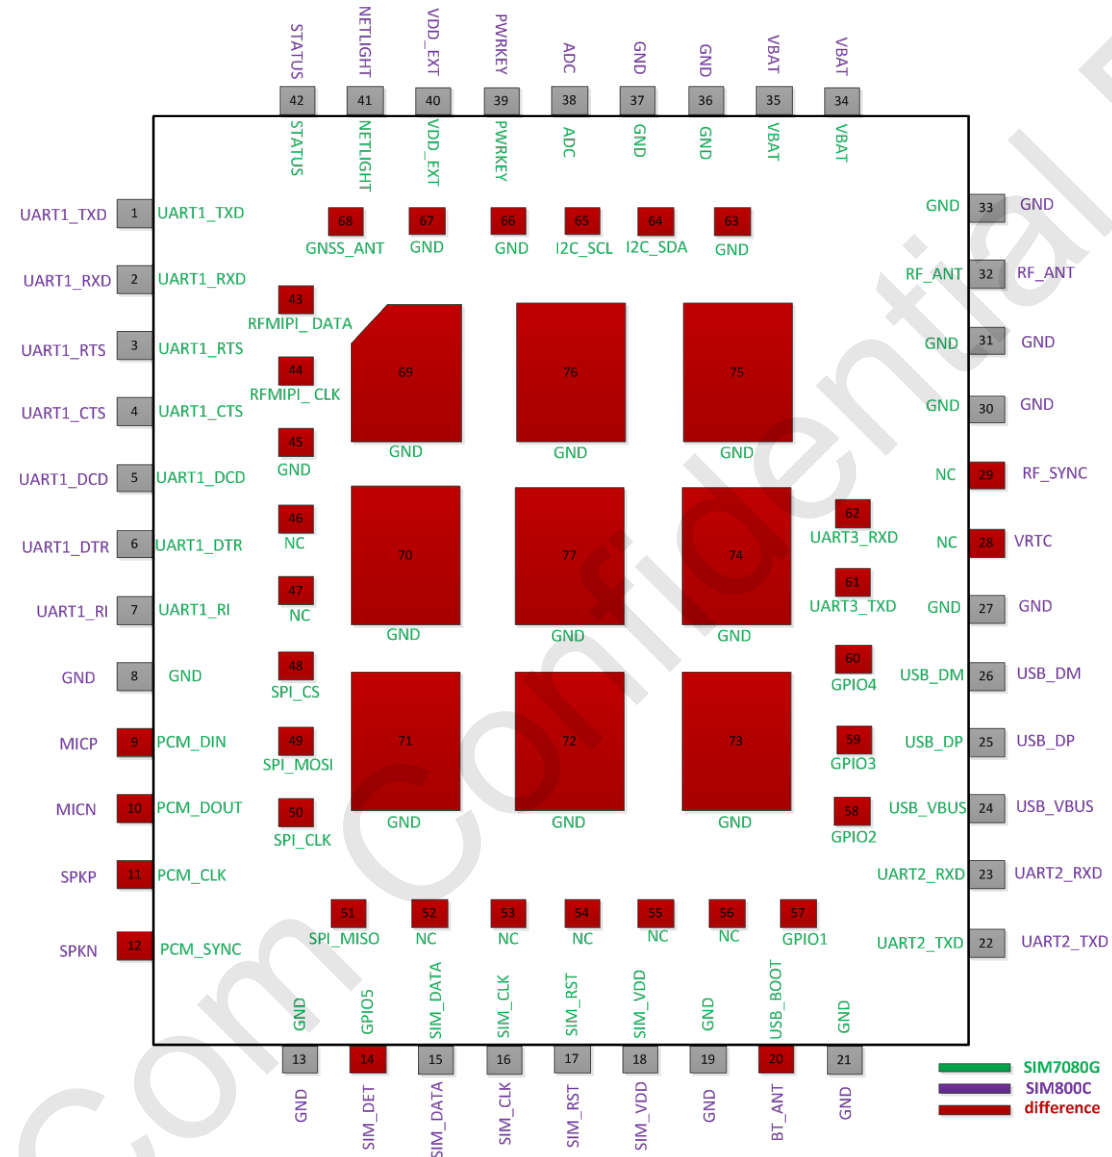 STATUS
NETLIGHT
VDD_EXT
PWRKEY
ADC
GND
GND
VBAT
VBAT
42
41
40
39
38
37
36
35
34
STATUS
NETLIGHT
VDD_EXT
PWRKEY
ADC
GND
GND
VBAT
VBAT
UART1_TXD 1 UART1_TXD
68
GNSS_ANT
67
GND
66
GND
65
I2C_SCL
64
I2C_SDA
63
GND
GND 33 GND
UART1_RXD 2 UART1_RXD
RF_ANT 32 RF_ANT
43
RFMIPI_ DATA
UART1_RTS 3 UART1_RTS
GND 31 GND
44
RFMIPI_ CLK
69
GND
76
GND
75
GND
UART1_CTS 4 UART1_CTS
GND 30 GND
45
GND
UART1_DCD 5 UART1_DCD
NC 29 RF_SYNC
46
NC
62
UART3_RXD
UART1_DTR 6 UART1_DTR
NC 28 VRTC
70
GND
77
GND
74
GND
47
NC
61
UART3_TXD
UART1_RI 7 UART1_RI
GND 27 GND
48
SPI_CS
60
GPIO4
GND 8 GND
USB_DM 26 USB_DM
MICP 9 PCM_DIN
49
SPI_MOSI
71
GND
72
GND
73
GND
59
GPIO3
USB_DP 25 USB_DP
MICN 10 PCM_DOUT
50
SPI_CLK
58
GPIO2
USB_VBUS 24 USB_VBUS
SPKP 11 PCM_CLK
UART2_RXD 23 UART2_RXD
51
SPI_MISO
52
NC
53
NC
54
NC
55
NC
56
NC
57
GPIO1
SPKN 12 PCM_SYNC
UART2_TXD 22 UART2_TXD
GND
GPIO5
SIM_DATA
SIM_CLK
SIM_RST
SIM_VDD
GND
USB_BOOT
GND
13
14
15
16
17
18
19
20
21
GND
SIM_DET
SIM_DATA
SIM_CLK
SIM_RST
SIM_VDD
GND
BT_ANT
GND
SIM7080G
SIM800C
difference
Com Confidential